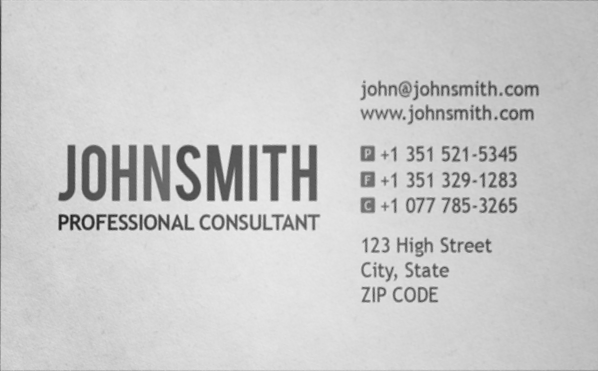 JOHNSMITH
PROFESSIONAL CONSULTANT
john@johnsmith.com
www.johnsmith.com
P +1 351 521-5345
F +1 351 329-1283
C +1 077 785-3265
123 High Street
City, State
ZIP CODE